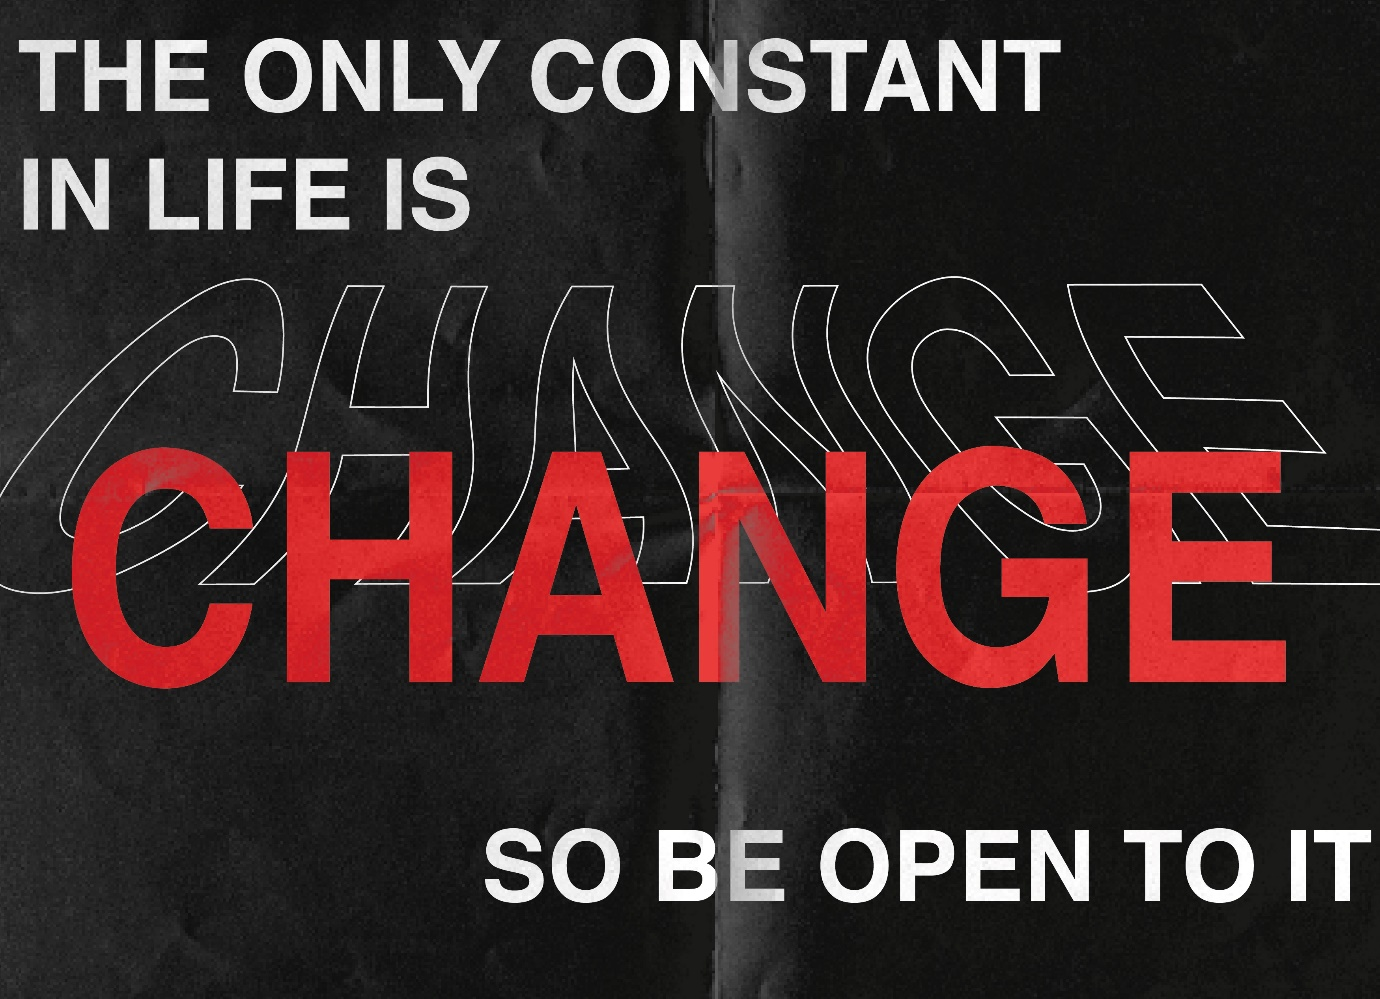 THE ONLY CONSTANT
IN LIFE IS
CHANGE
CHANGE
SO BE OPEN TO IT